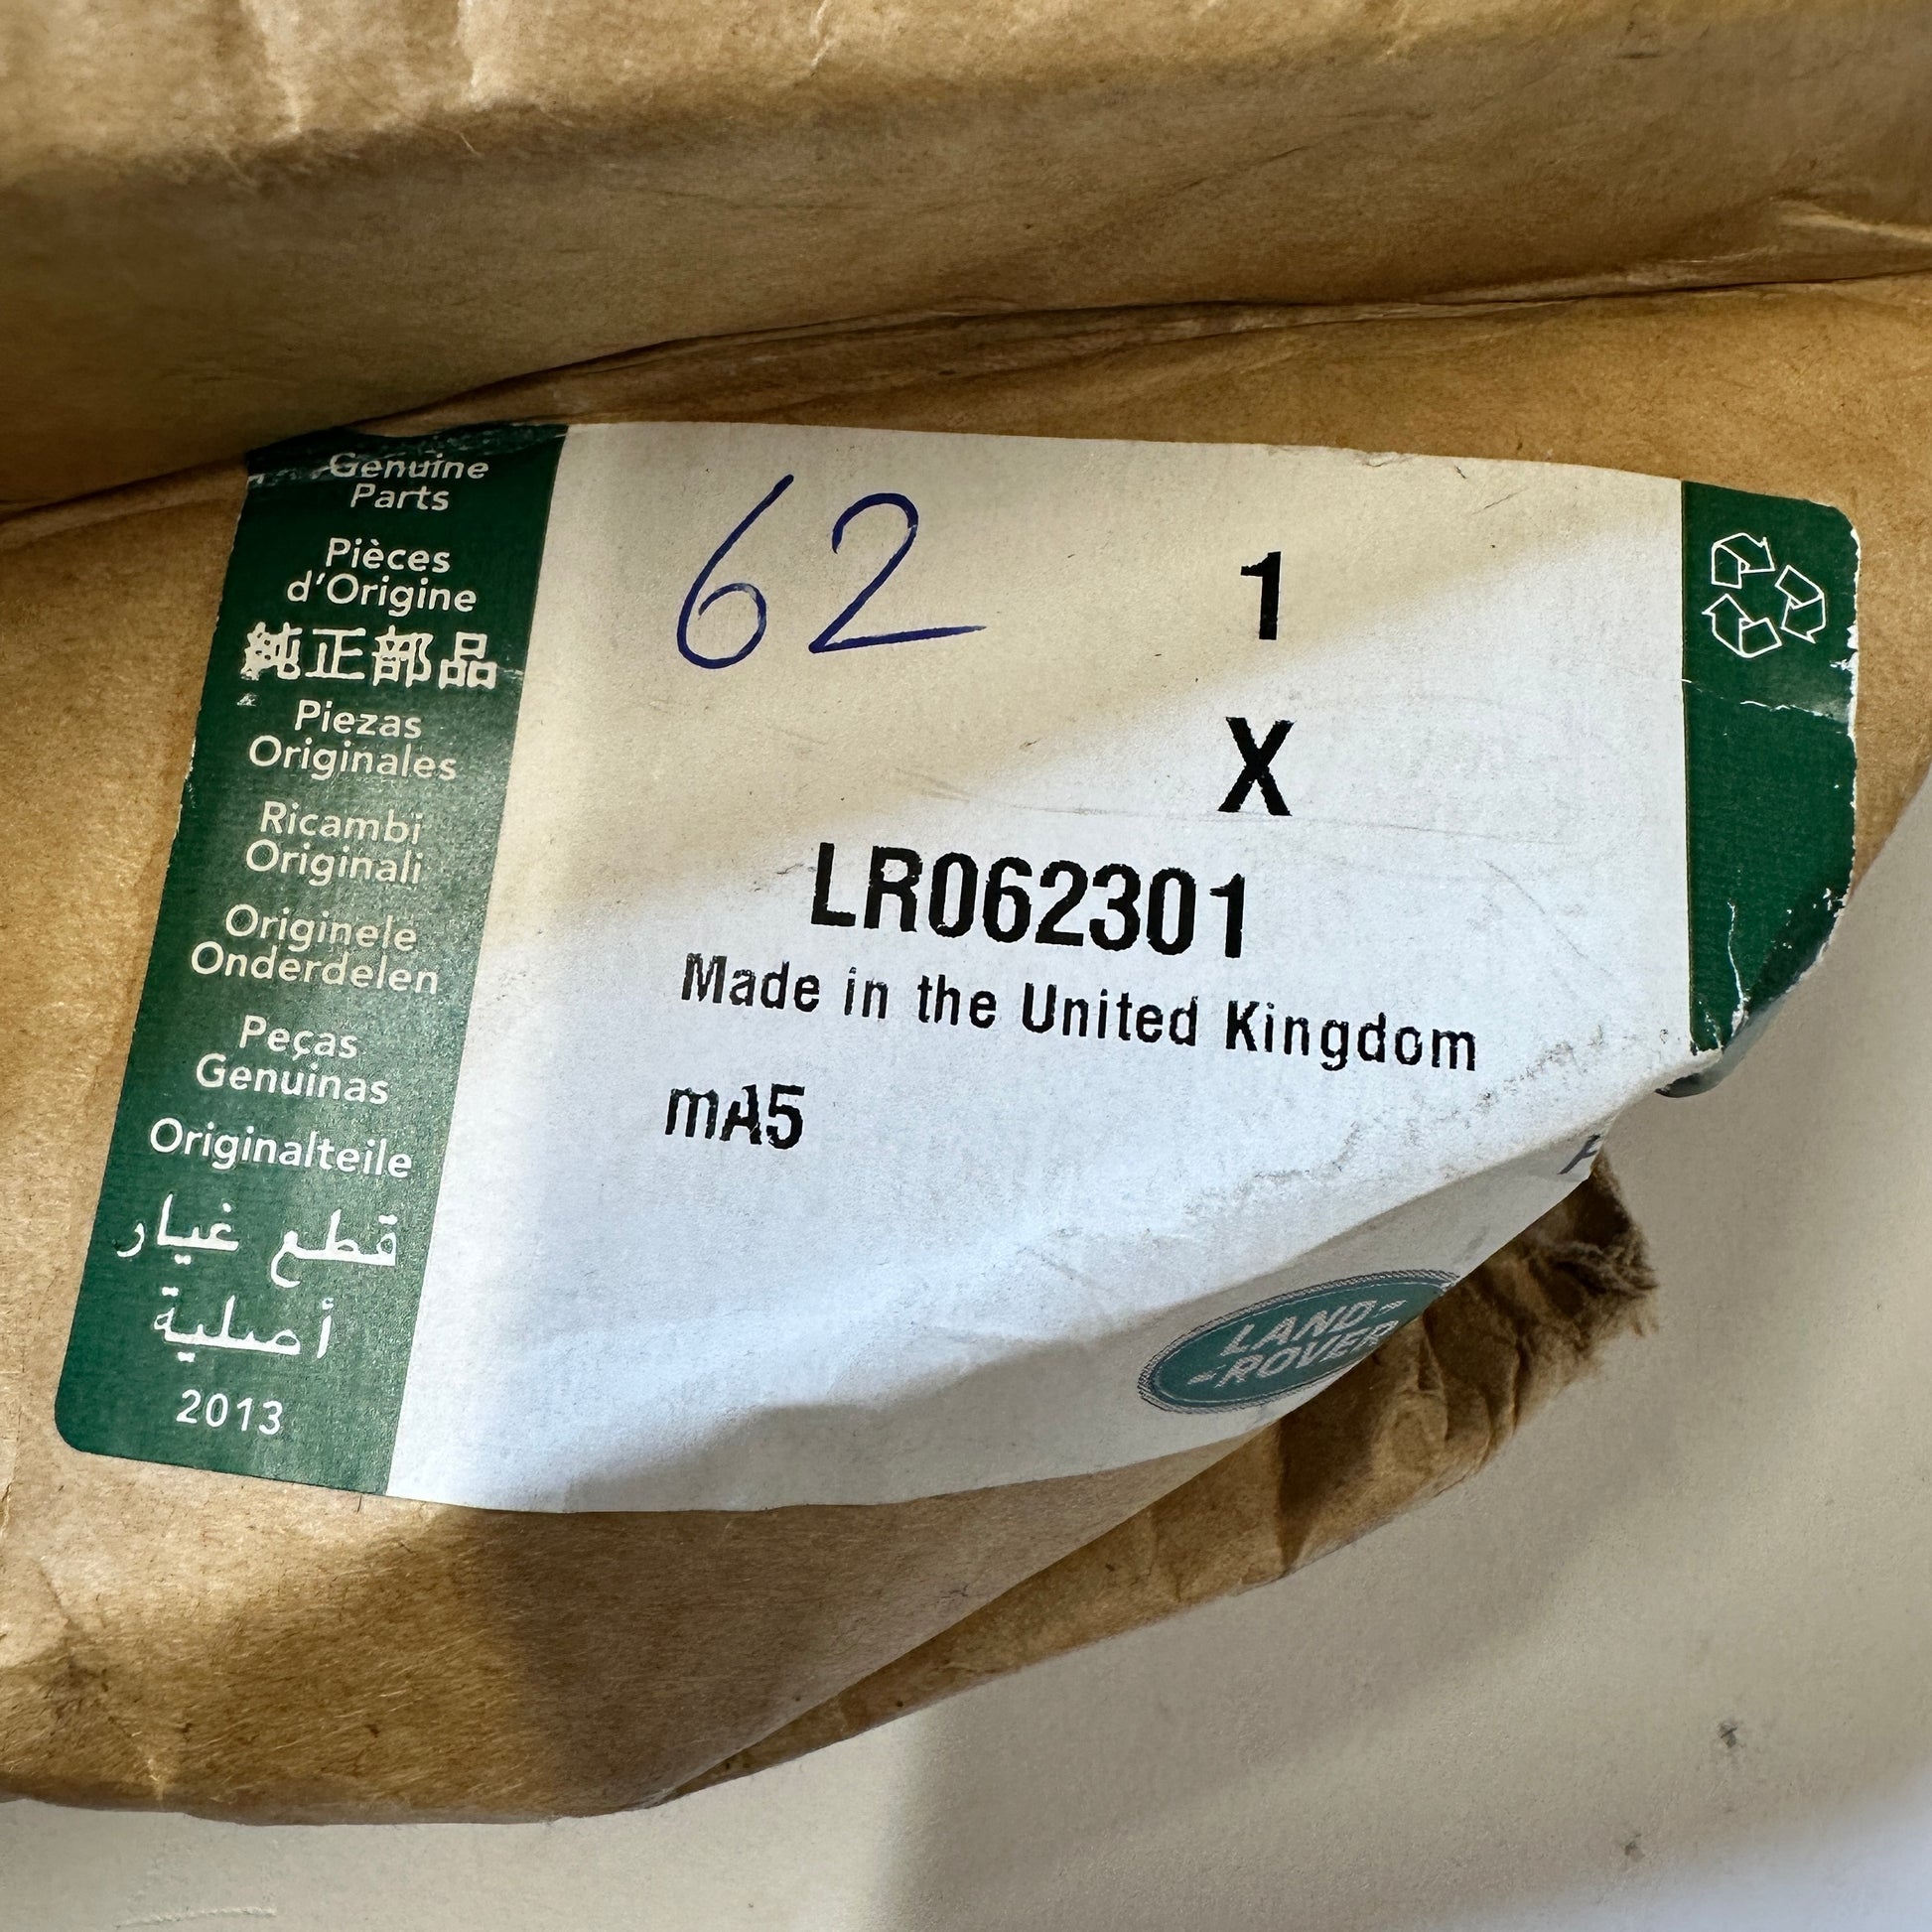 Genuine
Parts
Pièces
d'Origine
純正部品
Piezas
Originales
Ricambi
Originali
Originele
Onderdelen
Peças
Genuinas
Originalteile
قطع غيار
أصلية
2013
62
1
X
LR062301
Made in the United Kingdom
mA5
LAND-
-ROVER